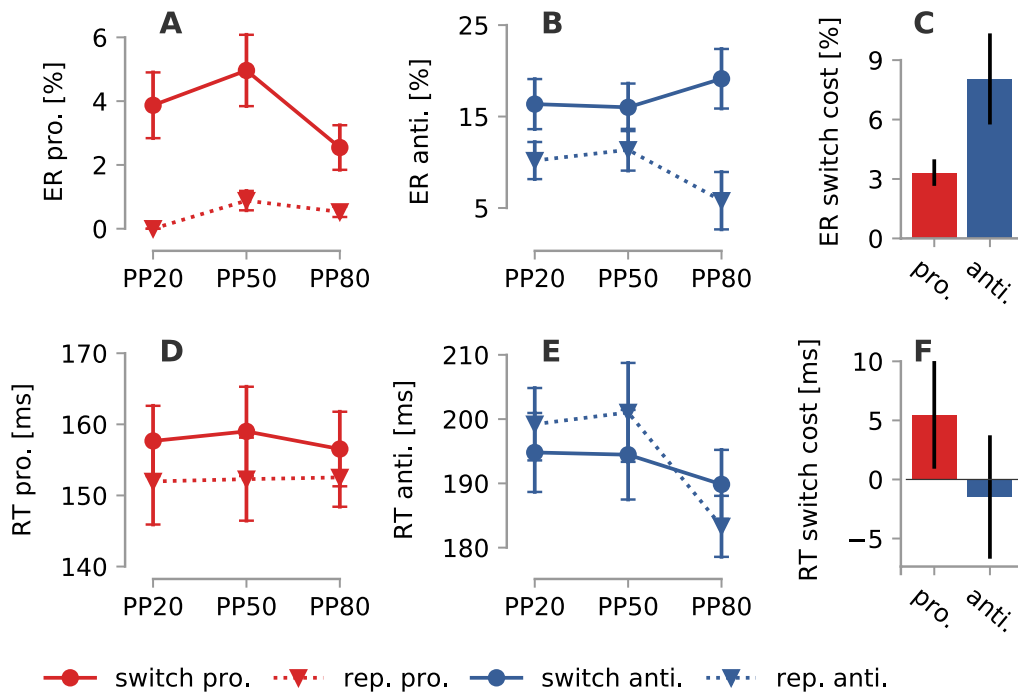 A
ER pro. [%]
6
4
2
0
PP20 PP50 PP80
B
ER anti. [%]
25
15
5
PP20 PP50 PP80
C
ER switch cost [%]
9
6
3
0
pro. anti.
D
RT pro. [ms]
170
160
150
140
PP20 PP50 PP80
E
RT anti. [ms]
210
200
190
180
PP20 PP50 PP80
F
RT switch cost [ms]
10
5
0
−5
pro. anti.
switch pro. rep. pro. switch anti. rep. anti.